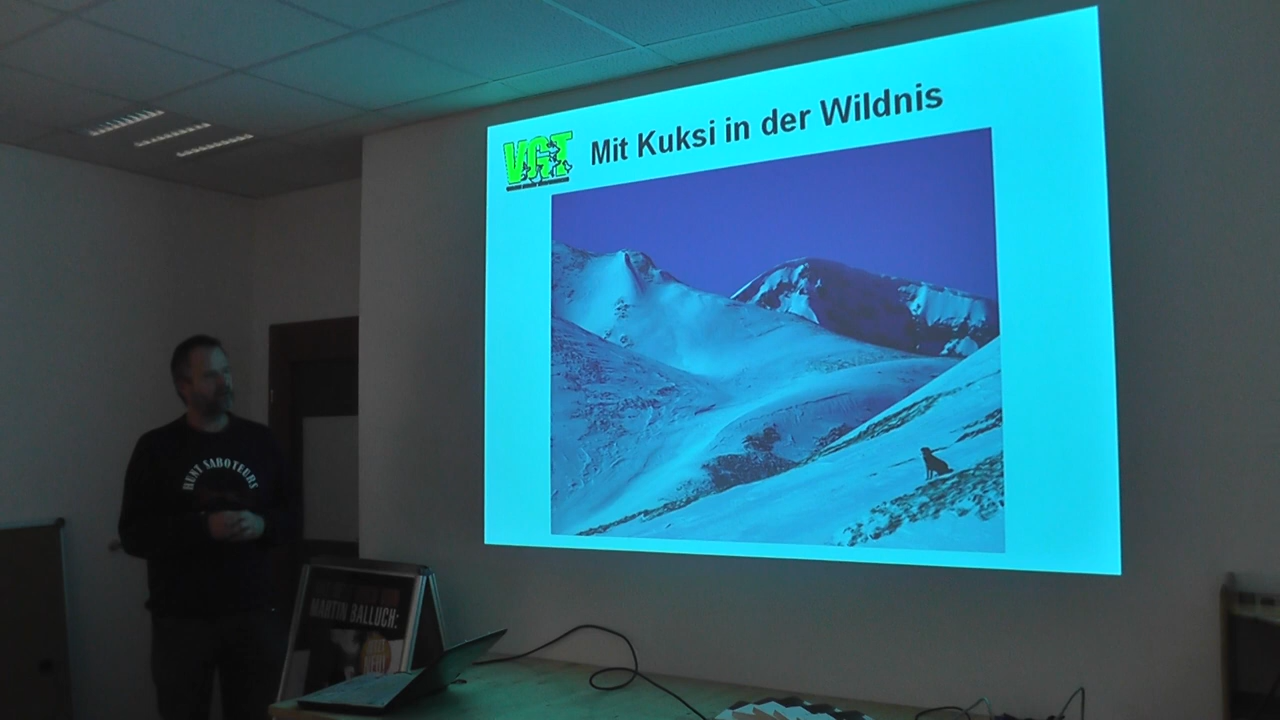 Mit Kuksi in der Wildnis
VGT
HUNT SABOTEURS
MARTIN BALLUCH: